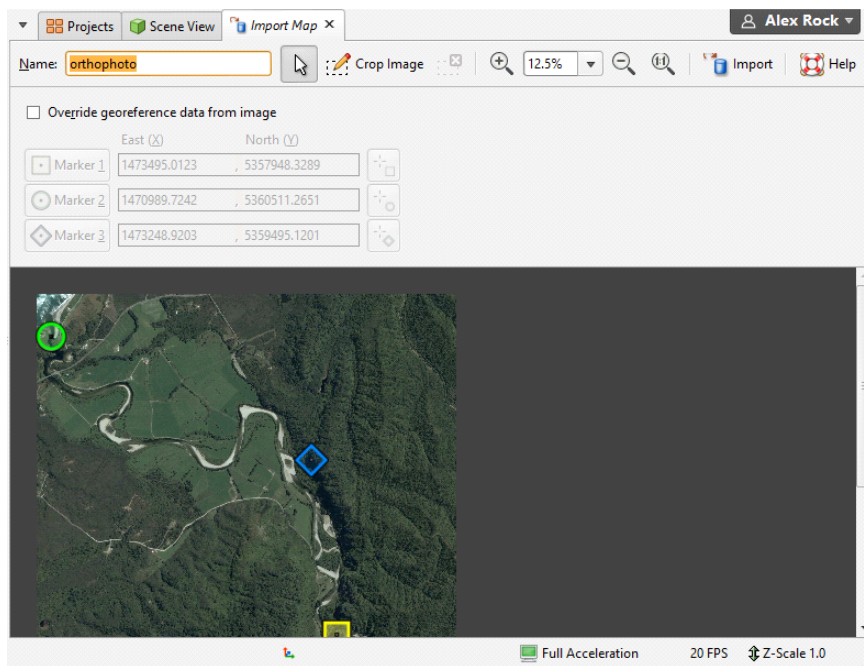 Projects Scene View Import Map × Alex Rock
Name: orthophoto Crop Image 12.5% 1:1 Import Help
Override georeference data from image
East (X) North (Y)
Marker 1 1473495.0123 , 5357948.3289
Marker 2 1470989.7242 , 5360511.2651
Marker 3 1473248.9203 , 5359495.1201
Full Acceleration 20 FPS Z-Scale 1.0